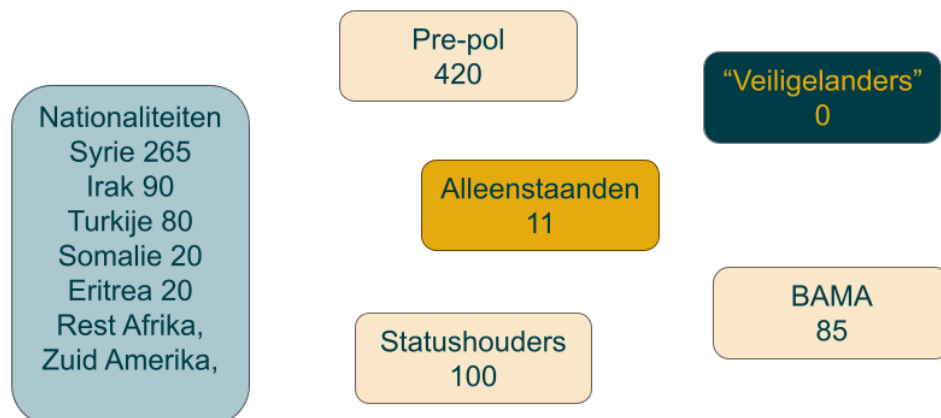 Nationaliteiten
Syrie 265
Irak 90
Turkije 80
Somalie 20
Eritrea 20
Rest Afrika,
Zuid Amerika,
Pre-pol
420
Alleenstaanden
11
Statushouders
100
“Veiligelanders”
0
BAMA
85